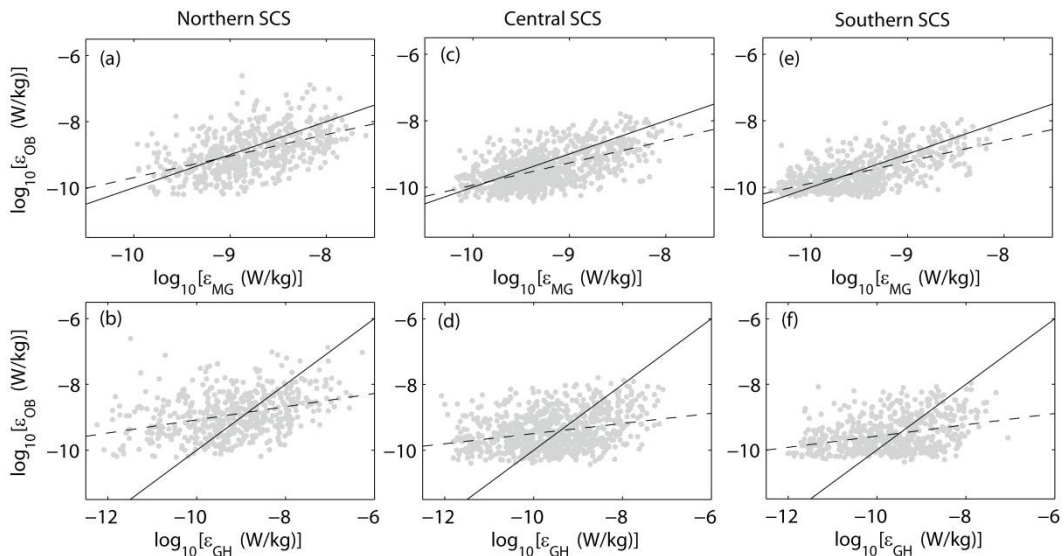 Northern SCS
Central SCS
Southern SCS
(a)
(c)
(e)
−6
−8
−10
log10[εOB (W/kg)]
−6
−8
−10
−6
−8
−10
−10 −9 −8
−10 −9 −8
−10 −9 −8
log10[εMG (W/kg)]
log10[εMG (W/kg)]
log10[εMG (W/kg)]
(b)
(d)
(f)
−6
−8
−10
log10[εOB (W/kg)]
−6
−8
−10
−6
−8
−10
−12 −10 −8 −6
−12 −10 −8 −6
−12 −10 −8 −6
log10[εGH (W/kg)]
log10[εGH (W/kg)]
log10[εGH (W/kg)]